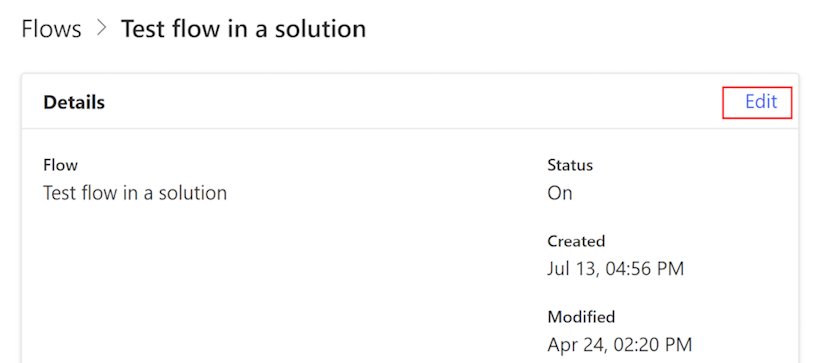 Flows > Test flow in a solution
Details
Edit
Flow
Test flow in a solution
Status
On
Created
Jul 13, 04:56 PM
Modified
Apr 24, 02:20 PM